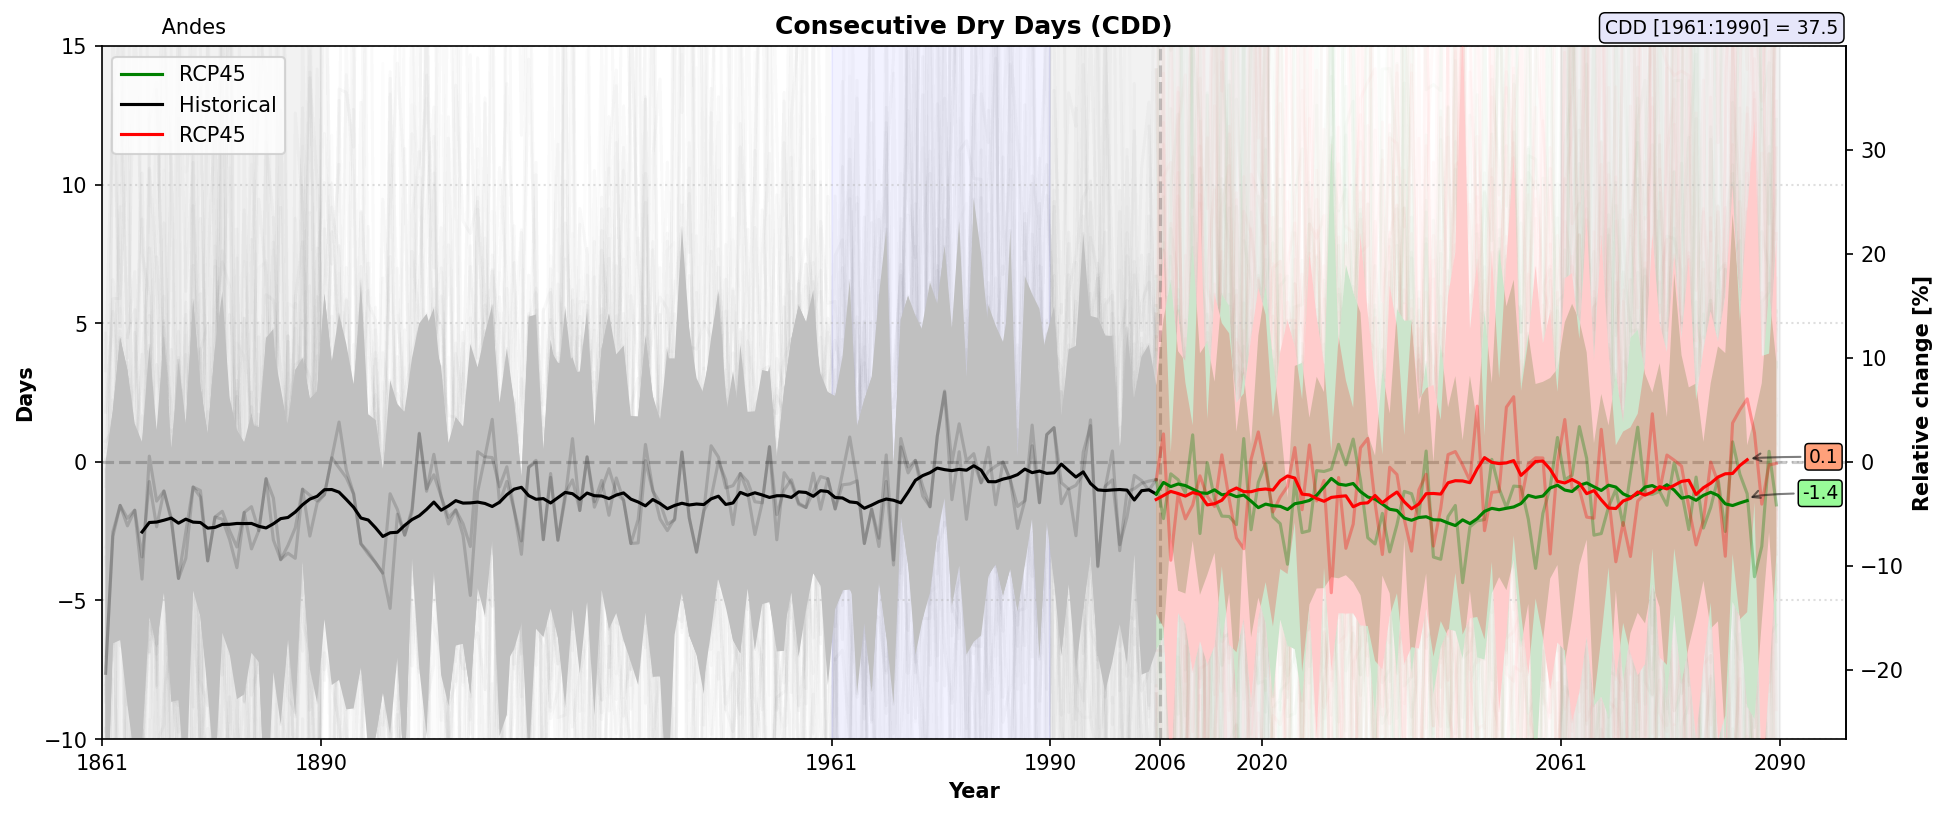 Andes
Consecutive Dry Days (CDD)
CDD [1961:1990] = 37.5
RCP45
Historical
RCP45
15
10
5
0
−5
−10
Days
30
20
10
0
−10
−20
Relative change [%]
0.1
-1.4
1861
1890
1961
1990
2006
2020
2061
2090
Year